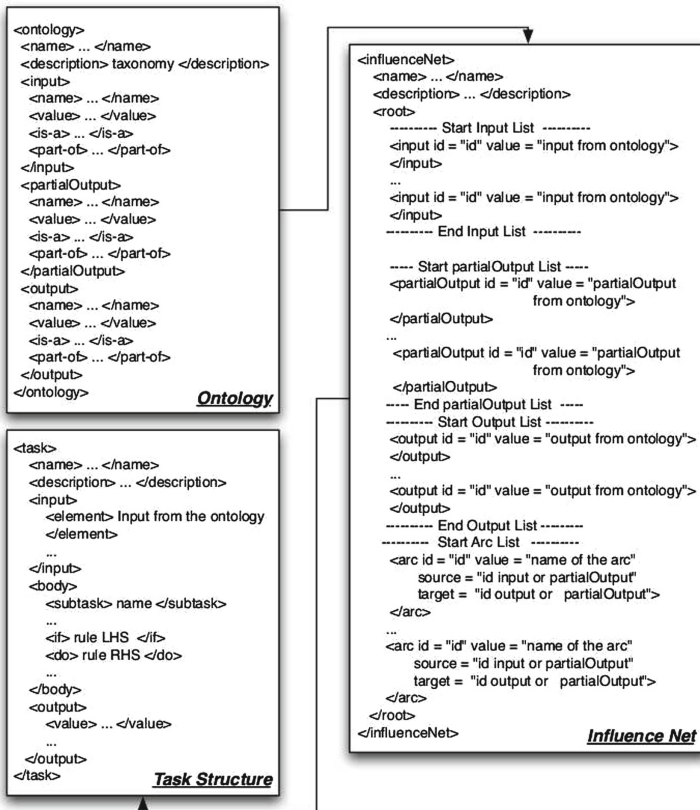 <ontology>
<name> ... </name>
<description> taxonomy </description>
<input>
<name> ... </name>
<value> ... </value>
<is-a> ... </is-a>
<part-of> ... </part-of>
</input>
<partialOutput>
<name> ... </name>
<value> ... </value>
<is-a> ... </is-a>
<part-of> ... </part-of>
</partialOutput>
<output>
<name> ... </name>
<value> ... </value>
<is-a> ... </is-a>
<part-of> ... </part-of>
</output>
</ontology>
Ontology
<task>
<name> ... </name>
<description> ... </description>
<input>
<element> Input from the ontology
</element>
...
</input>
<body>
<subtask> name </subtask>
...
<if> rule LHS </if>
<do> rule RHS </do>
...
</body>
<output>
<value> ... </value>
...
</output>
</task>
Task Structure
<influenceNet>
<name> ... </name>
<description> ... </description>
<root>
---------- Start Input List ----------
<input id = "id" value = "input from ontology">
</input>
...
<input id = "id" value = "input from ontology">
</input>
---------- End Input List ----------
----- Start partialOutput List -----
<partialOutput id = "id" value = "partialOutput
from ontology">
</partialOutput>
...
<partialOutput id = "id" value = "partialOutput
from ontology">
</partialOutput>
----- End partialOutput List -----
---------- Start Output List ----------
<output id = "id" value = "output from ontology">
</output>
...
<output id = "id" value = "output from ontology">
</output>
---------- End Output List ---------
---------- Start Arc List ----------
<arc id = "id" value = "name of the arc"
source = "id input or partialOutput"
target = "id output or partialOutput">
</arc>
...
<arc id = "id" value = "name of the arc"
source = "id input or partialOutput"
target = "id output or partialOutput">
</arc>
</root>
</influenceNet>
Influence Net